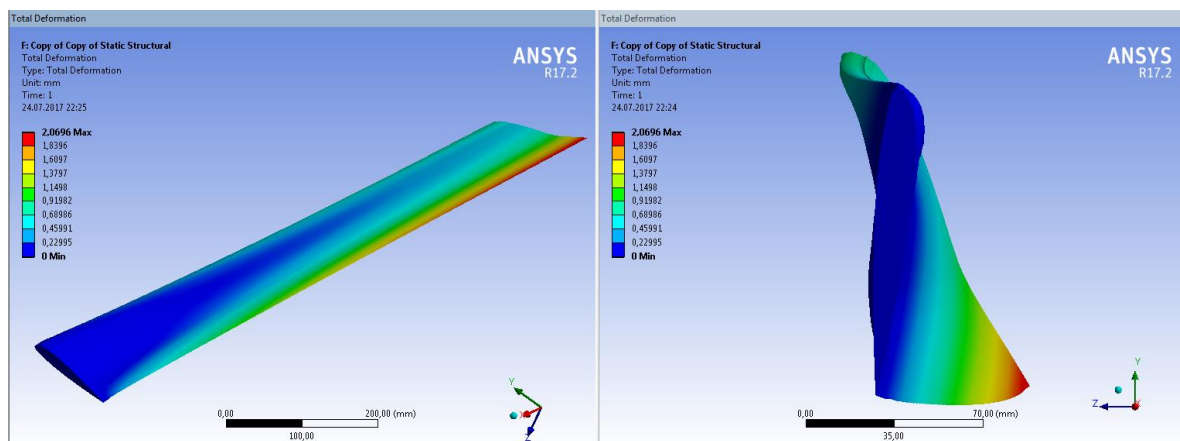 Total Deformation
F: Copy of Copy of Static Structural
Total Deformation
Type: Total Deformation
Unit: mm
Time: 1
24.07.2017 22:25
ANSYS
R17.2
2,0696 Max
1,8396
1,6097
1,3797
1,1498
0,91982
0,68986
0,45991
0,22995
0 Min
0,00
200,00 (mm)
100,00
Y
X
Z
Total Deformation
F: Copy of Copy of Static Structural
Total Deformation
Type: Total Deformation
Unit: mm
Time: 1
24.07.2017 22:24
ANSYS
R17.2
2,0696 Max
1,8396
1,6097
1,3797
1,1498
0,91982
0,68986
0,45991
0,22995
0 Min
0,00
70,00 (mm)
35,00
Y
Z
X